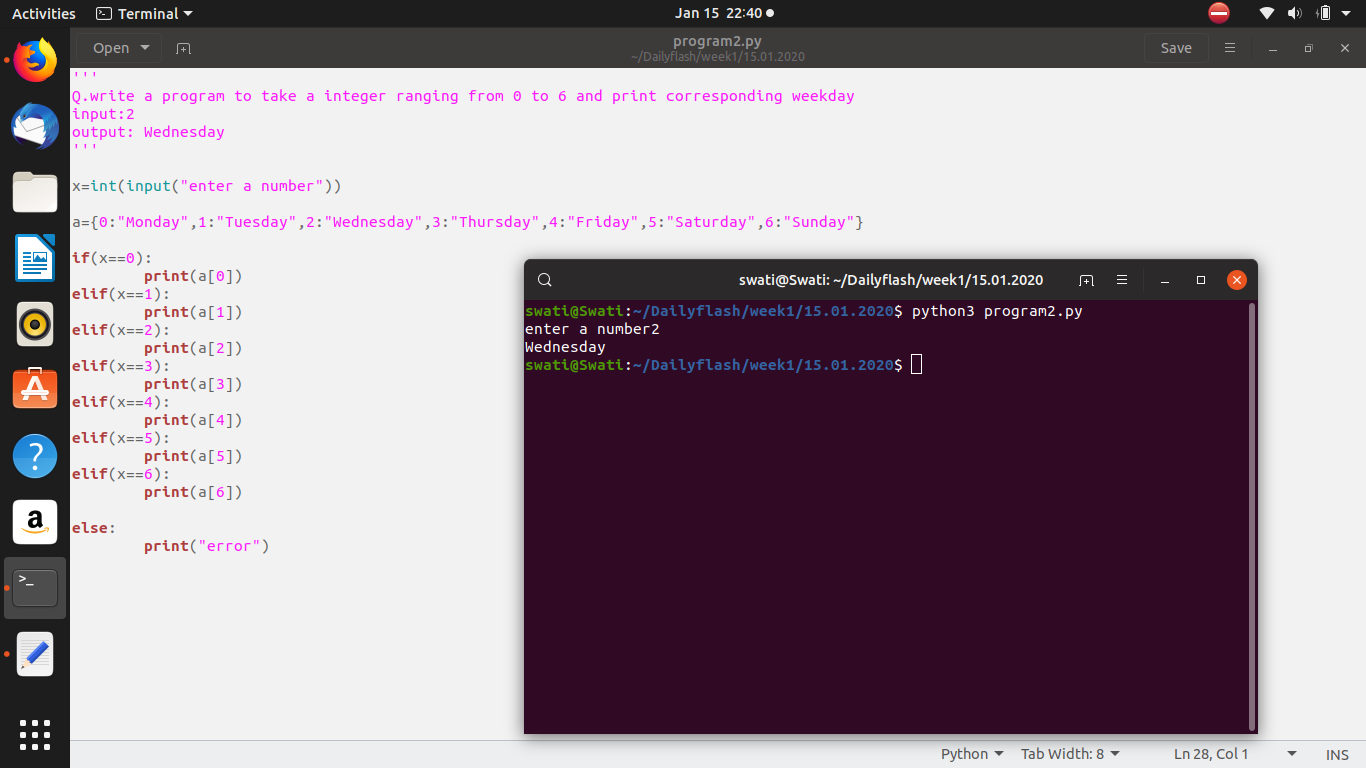 Activities Terminal Jan 15 22:40
Open program2.py Save
~/Dailyflash/week1/15.01.2020
'''
Q.write a program to take a integer ranging from 0 to 6 and print corresponding weekday
input:2
output: Wednesday
'''
x=int(input("enter a number"))
a={0:"Monday",1:"Tuesday",2:"Wednesday",3:"Thursday",4:"Friday",5:"Saturday",6:"Sunday"}
if(x==0):
        print(a[0])
elif(x==1):
        print(a[1])
elif(x==2):
        print(a[2])
elif(x==3):
        print(a[3])
elif(x==4):
        print(a[4])
elif(x==5):
        print(a[5])
elif(x==6):
        print(a[6])
else:
        print("error")
swati@Swati: ~/Dailyflash/week1/15.01.2020
swati@Swati:~/Dailyflash/week1/15.01.2020$ python3 program2.py
enter a number2
Wednesday
swati@Swati:~/Dailyflash/week1/15.01.2020$
Python Tab Width: 8 Ln 28, Col 1 INS